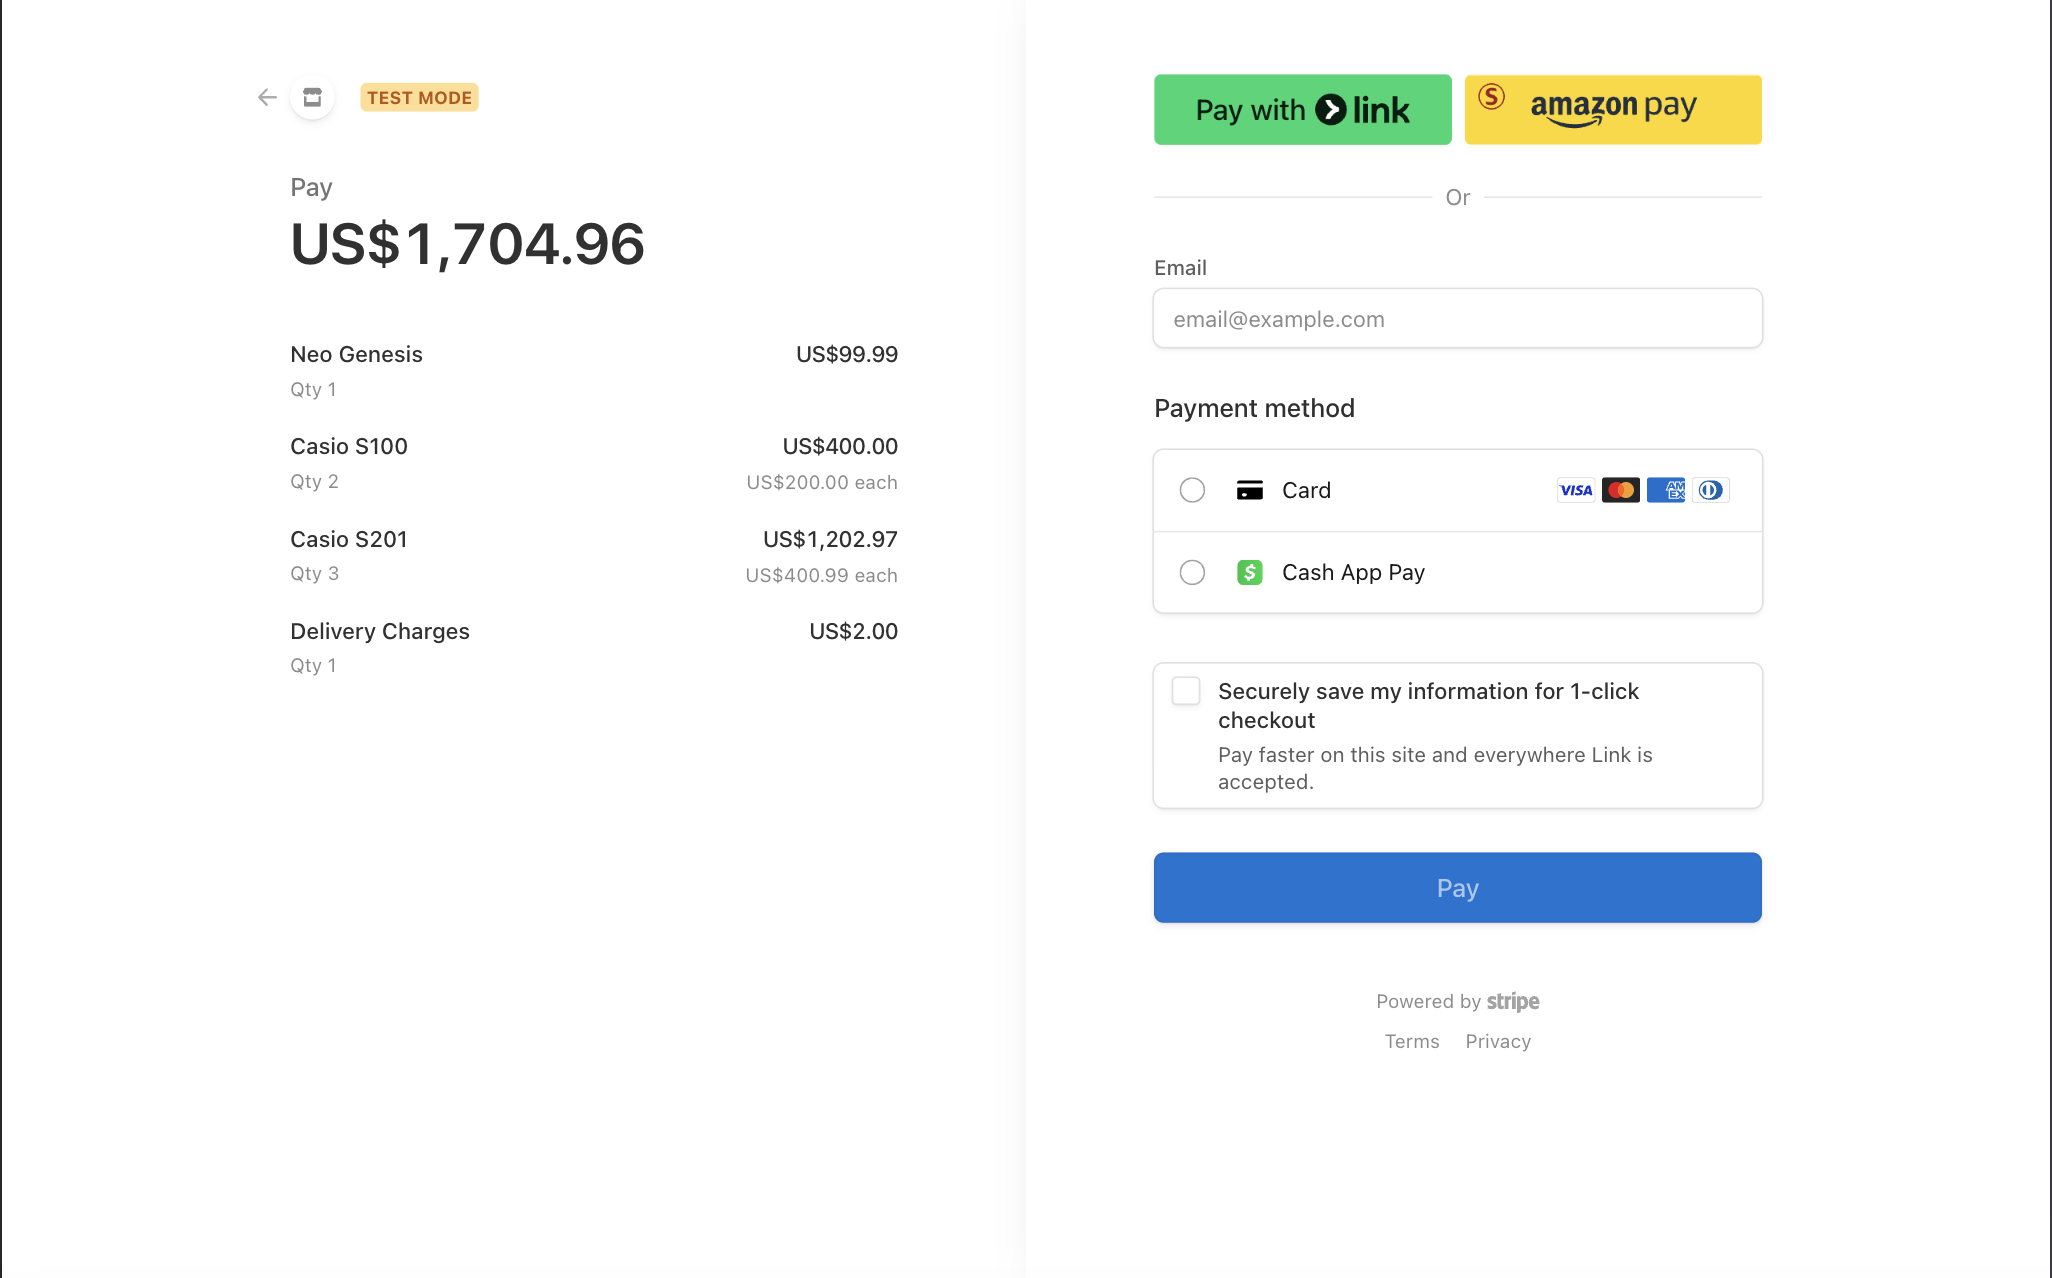 TEST MODE
Pay
US$1,704.96
Neo Genesis US$99.99
Qty 1
Casio S100 US$400.00
Qty 2 US$200.00 each
Casio S201 US$1,202.97
Qty 3 US$400.99 each
Delivery Charges US$2.00
Qty 1
Pay with link
S amazon pay
Or
Email
email@example.com
Payment method
Card VISA AMEX
$ Cash App Pay
Securely save my information for 1-click
checkout
Pay faster on this site and everywhere Link is
accepted.
Pay
Powered by stripe
Terms Privacy